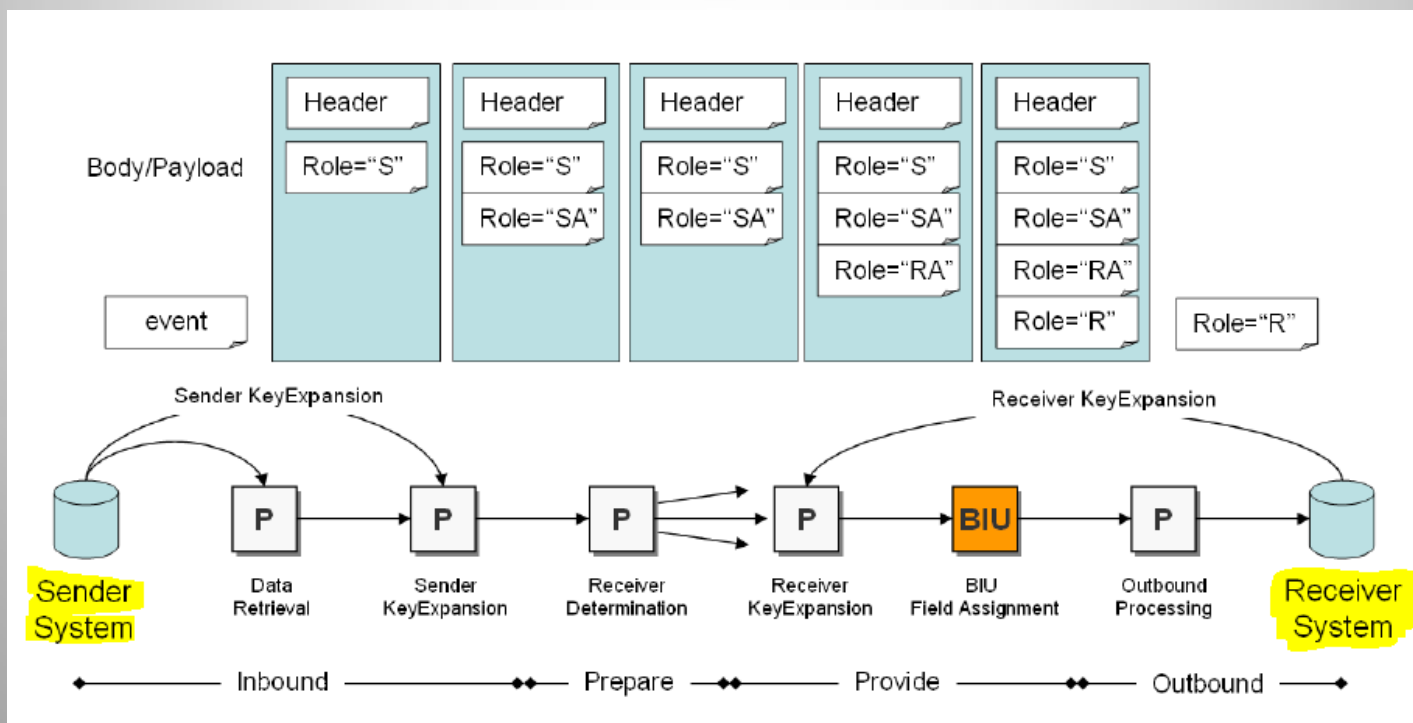 Header
Header
Header
Header
Header
Body/Payload
Role=“S”
Role=“S”
Role=“S”
Role=“S”
Role=“S”
Role=“SA”
Role=“SA”
Role=“SA”
Role=“SA”
Role=“RA”
Role=“RA”
event
Role=“R”
Role=“R”
Sender KeyExpansion
Receiver KeyExpansion
P
P
P
P
BIU
P
Sender
System
Data
Retrieval
Sender
KeyExpansion
Receiver
Determination
Receiver
KeyExpansion
BIU
Field Assignment
Outbound
Processing
Receiver
System
Inbound
Prepare
Provide
Outbound